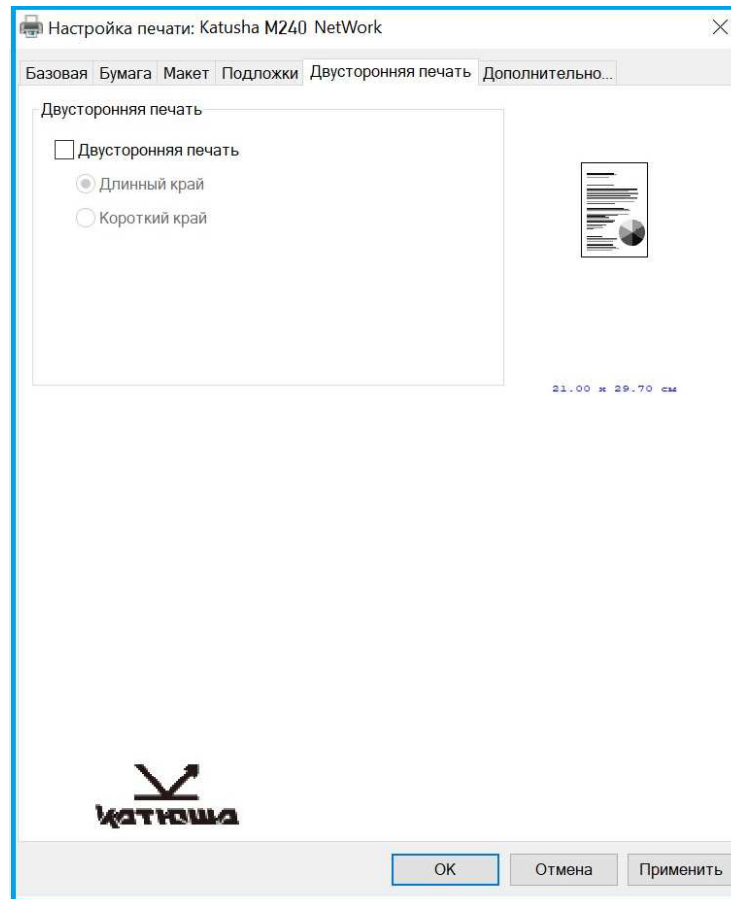 Настройка печати: Katusha M240 NetWork
Базовая Бумага Макет Подложки Двусторонняя печать Дополнительно...
Двусторонняя печать
Двусторонняя печать
Длинный край
Короткий край
21.00 x 29.70 см
катюша
OK Отмена Применить